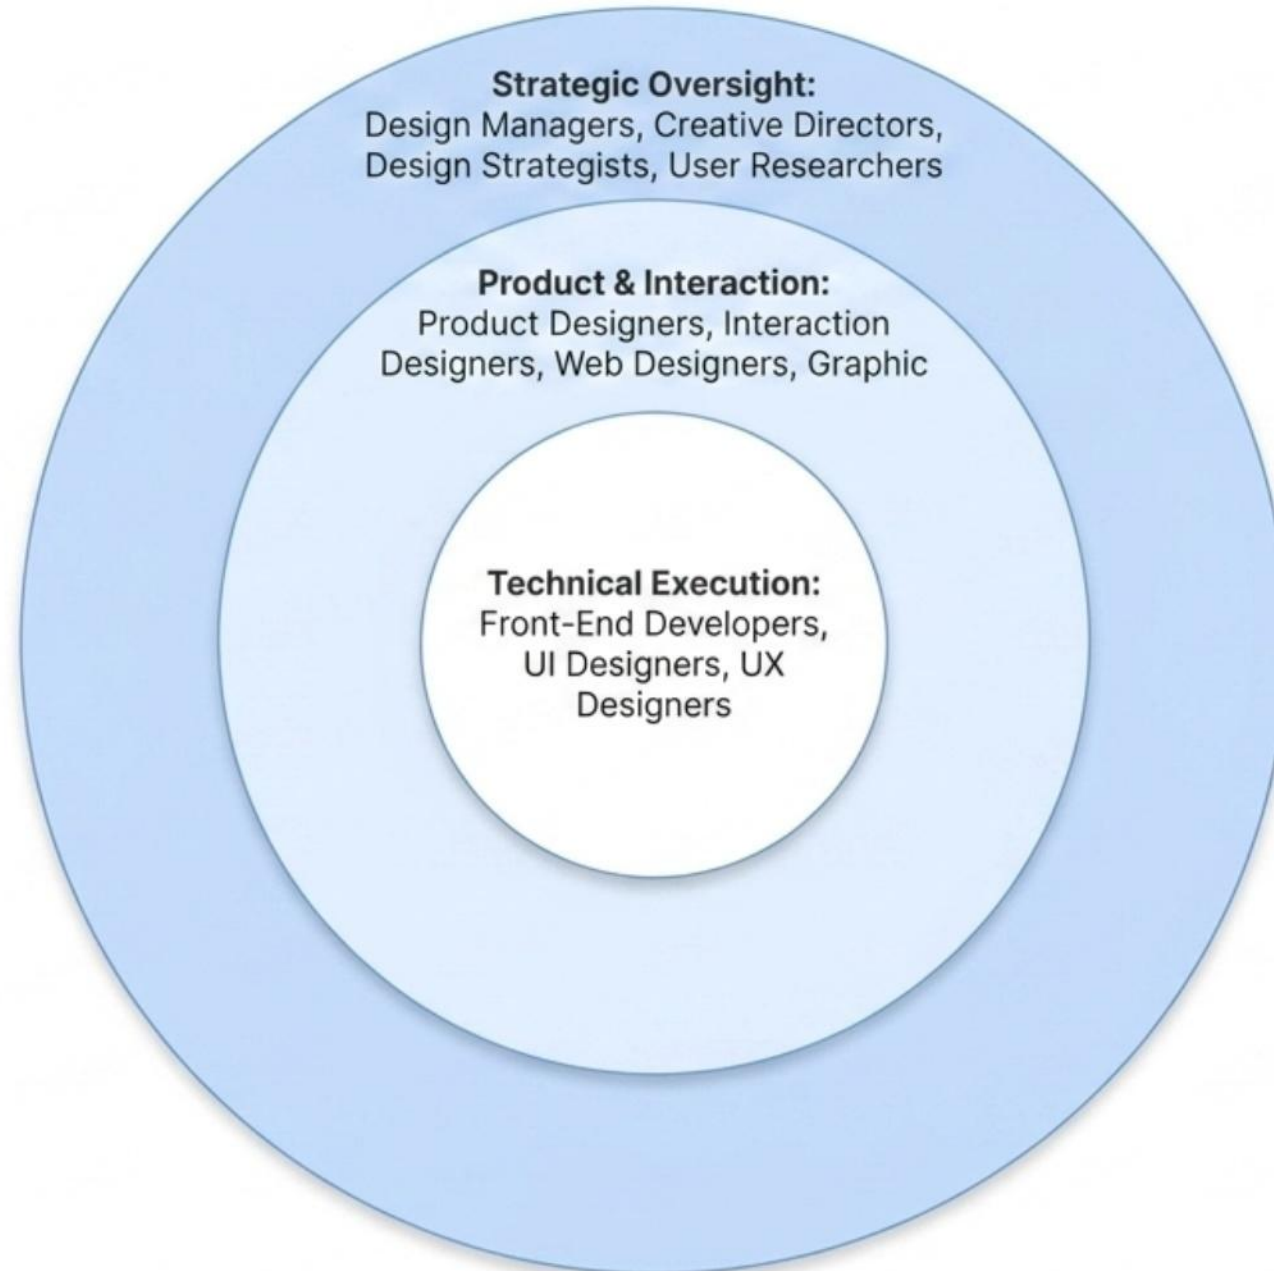 Strategic Oversight:
Design Managers, Creative Directors,
Design Strategists, User Researchers
Product & Interaction:
Product Designers, Interaction
Designers, Web Designers, Graphic
Technical Execution:
Front-End Developers,
UI Designers, UX
Designers